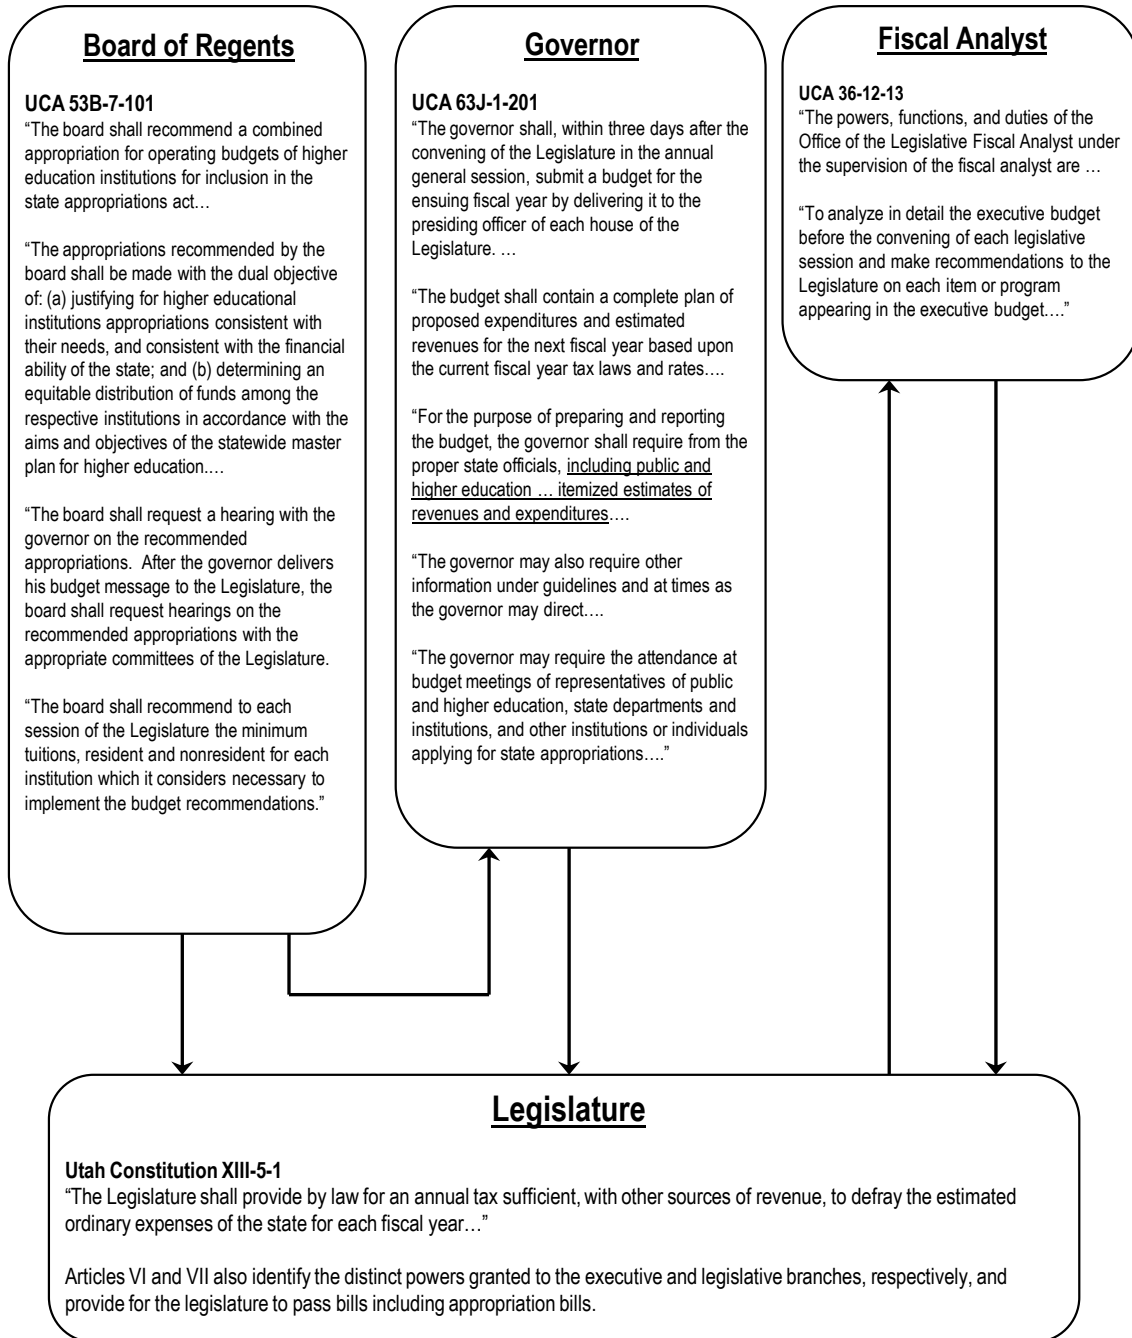 Board of Regents
UCA 53B-7-101
“The board shall recommend a combined
appropriation for operating budgets of higher
education institutions for inclusion in the
state appropriations act…
“The appropriations recommended by the
board shall be made with the dual objective
of: (a) justifying for higher educational
institutions appropriations consistent with
their needs, and consistent with the financial
ability of the state; and (b) determining an
equitable distribution of funds among the
respective institutions in accordance with the
aims and objectives of the statewide master
plan for higher education.…
“The board shall request a hearing with the
governor on the recommended
appropriations. After the governor delivers
his budget message to the Legislature, the
board shall request hearings on the
recommended appropriations with the
appropriate committees of the Legislature.
“The board shall recommend to each
session of the Legislature the minimum
tuitions, resident and nonresident for each
institution which it considers necessary to
implement the budget recommendations.”
Governor
UCA 63J-1-201
“The governor shall, within three days after the
convening of the Legislature in the annual
general session, submit a budget for the
ensuing fiscal year by delivering it to the
presiding officer of each house of the
Legislature. …
“The budget shall contain a complete plan of
proposed expenditures and estimated
revenues for the next fiscal year based upon
the current fiscal year tax laws and rates….
“For the purpose of preparing and reporting
the budget, the governor shall require from the
proper state officials, including public and
higher education … itemized estimates of
revenues and expenditures….
“The governor may also require other
information under guidelines and at times as
the governor may direct….
“The governor may require the attendance at
budget meetings of representatives of public
and higher education, state departments and
institutions, and other institutions or individuals
applying for state appropriations….”
Fiscal Analyst
UCA 36-12-13
“The powers, functions, and duties of the
Office of the Legislative Fiscal Analyst under
the supervision of the fiscal analyst are …
“To analyze in detail the executive budget
before the convening of each legislative
session and make recommendations to the
Legislature on each item or program
appearing in the executive budget….”
Legislature
Utah Constitution XIII-5-1
“The Legislature shall provide by law for an annual tax sufficient, with other sources of revenue, to defray the estimated
ordinary expenses of the state for each fiscal year…”
Articles VI and VII also identify the distinct powers granted to the executive and legislative branches, respectively, and
provide for the legislature to pass bills including appropriation bills.